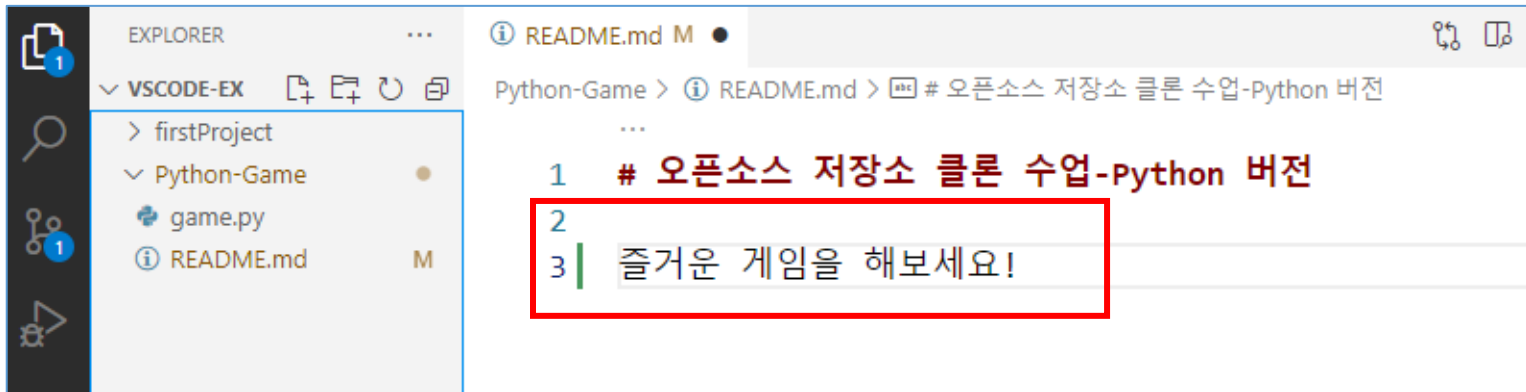 EXPLORER ...
README.md M
VSCODE-EX
Python-Game > README.md > # 오픈소스 저장소 클론 수업-Python 버전
...
firstProject
Python-Game
game.py
README.md M
1 # 오픈소스 저장소 클론 수업-Python 버전
2
3 즐거운 게임을 해보세요!
1
1